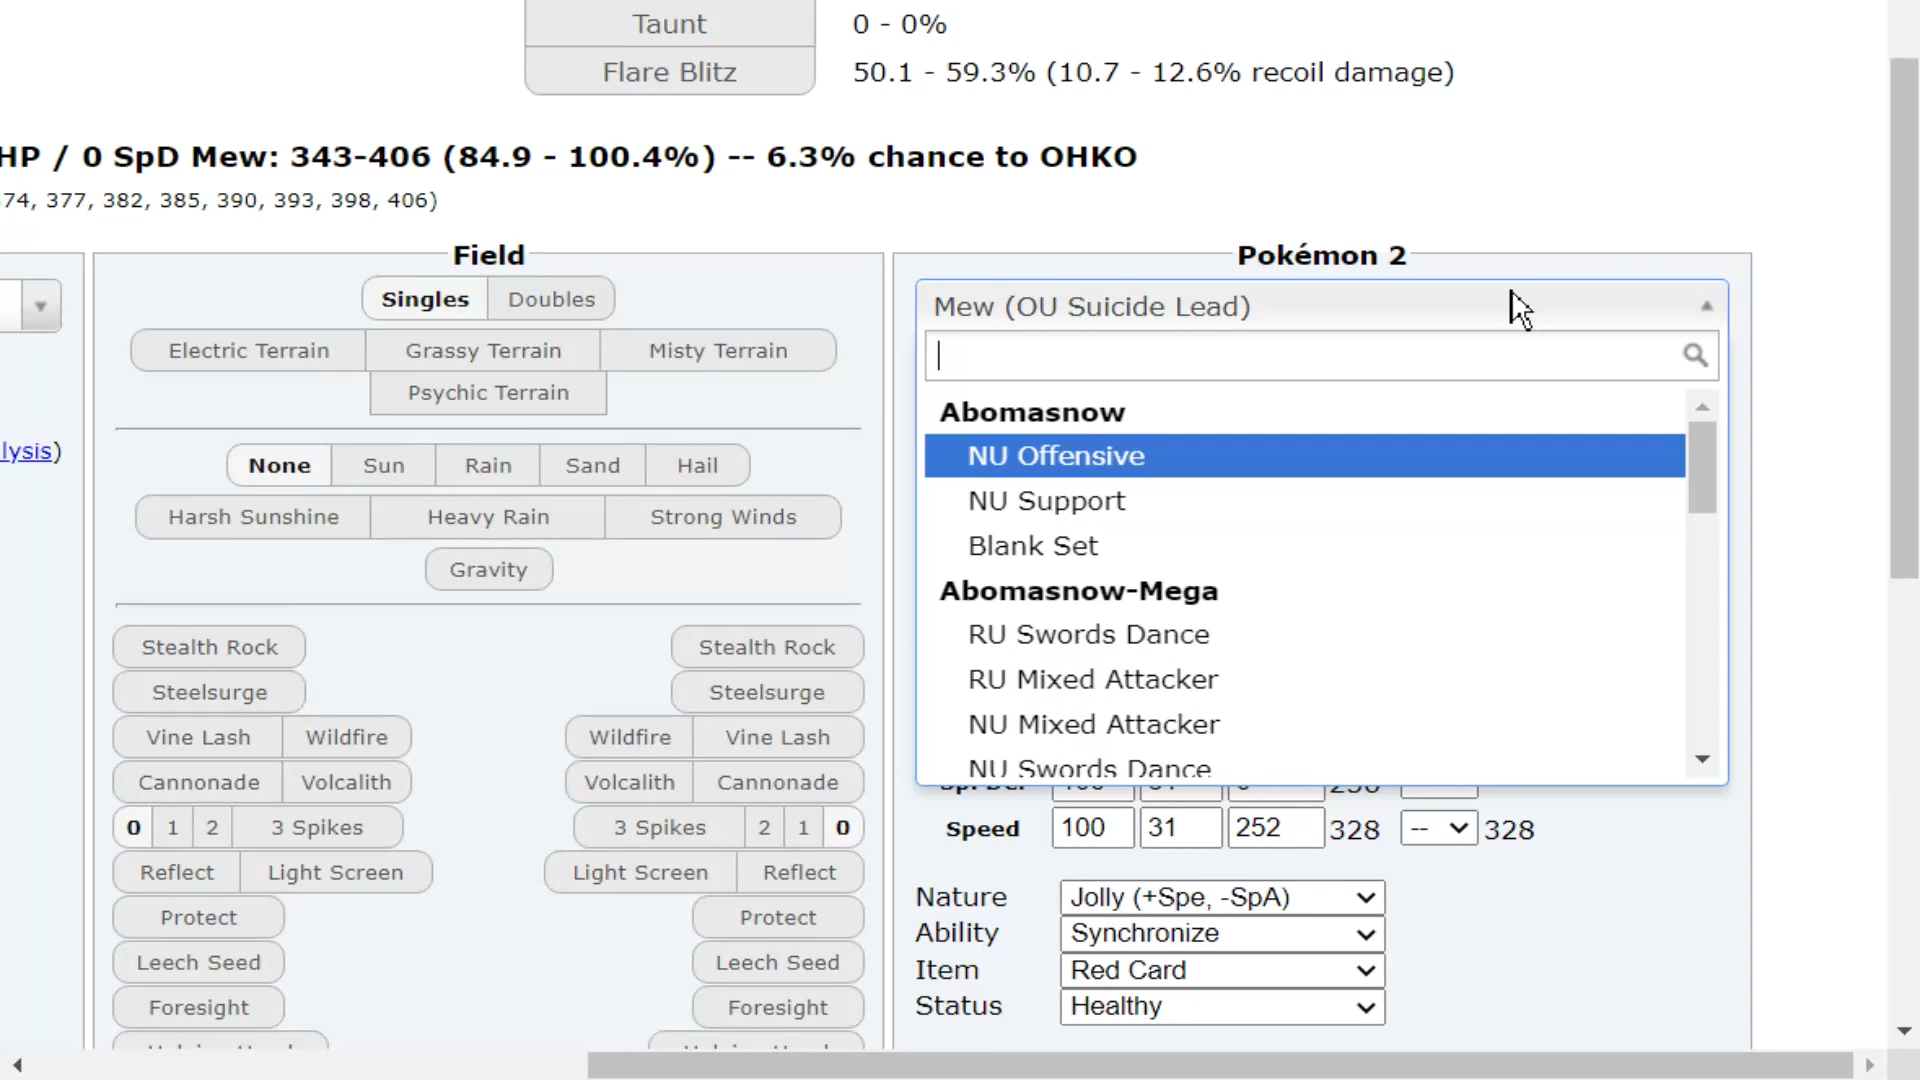 Taunt 0 - 0%
Flare Blitz 50.1 - 59.3% (10.7 - 12.6% recoil damage)
HP / 0 SpD Mew: 343-406 (84.9 - 100.4%) -- 6.3% chance to OHKO
74, 377, 382, 385, 390, 393, 398, 406)
Field
Singles Doubles
Electric Terrain Grassy Terrain Misty Terrain
Psychic Terrain
lysis)
None Sun Rain Sand Hail
Harsh Sunshine Heavy Rain Strong Winds
Gravity
Stealth Rock Stealth Rock
Steelsurge Steelsurge
Vine Lash Wildfire Wildfire Vine Lash
Cannonade Volcalith Volcalith Cannonade
0 1 2 3 Spikes 3 Spikes 2 1 0
Reflect Light Screen Light Screen Reflect
Protect Protect
Leech Seed Leech Seed
Foresight Foresight
Pokémon 2
Mew (OU Suicide Lead)
Abomasnow
NU Offensive
NU Support
Blank Set
Abomasnow-Mega
RU Swords Dance
RU Mixed Attacker
NU Mixed Attacker
NU Swords Dance
Speed 100 31 252 328 -- 328
Nature Jolly (+Spe, -SpA)
Ability Synchronize
Item Red Card
Status Healthy